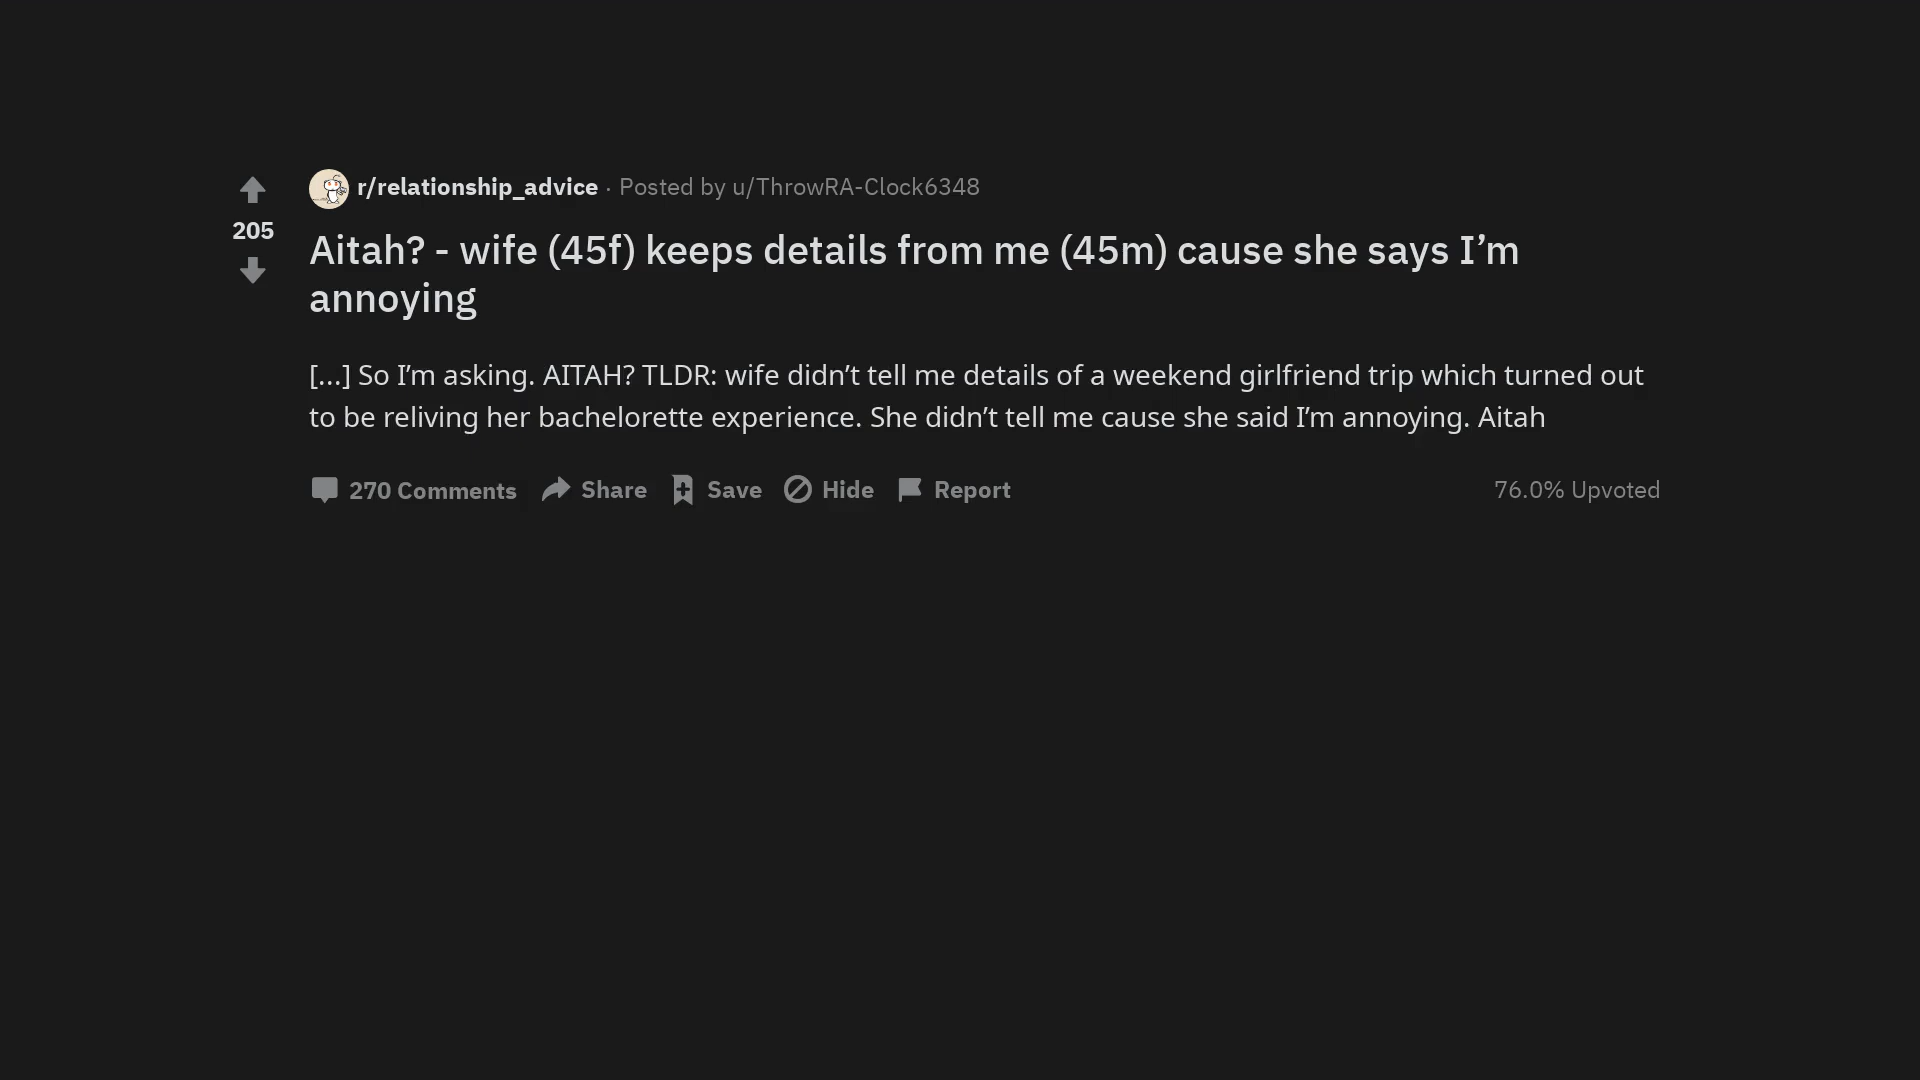 r/relationship_advice · Posted by u/ThrowRA-Clock6348
205
Aitah? - wife (45f) keeps details from me (45m) cause she says I’m
annoying
[...] So I’m asking. AITAH? TLDR: wife didn’t tell me details of a weekend girlfriend trip which turned out
to be reliving her bachelorette experience. She didn’t tell me cause she said I’m annoying. Aitah
270 Comments Share Save Hide Report 76.0% Upvoted